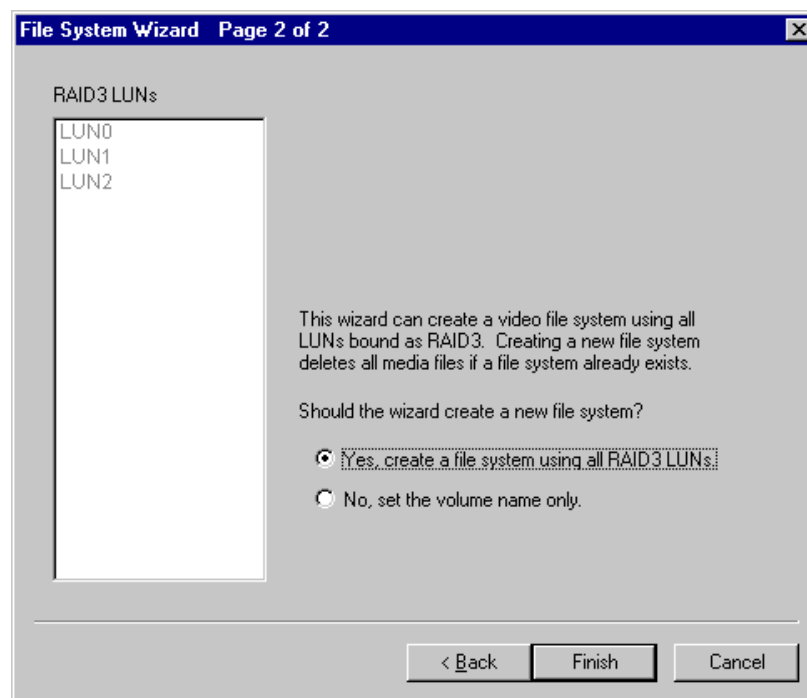 File System Wizard   Page 2 of 2
RAID3 LUNs
LUN0
LUN1
LUN2
This wizard can create a video file system using all
LUNs bound as RAID3.  Creating a new file system
deletes all media files if a file system already exists.
Should the wizard create a new file system?
Yes, create a file system using all RAID3 LUNs.
No, set the volume name only.
< Back
Finish
Cancel